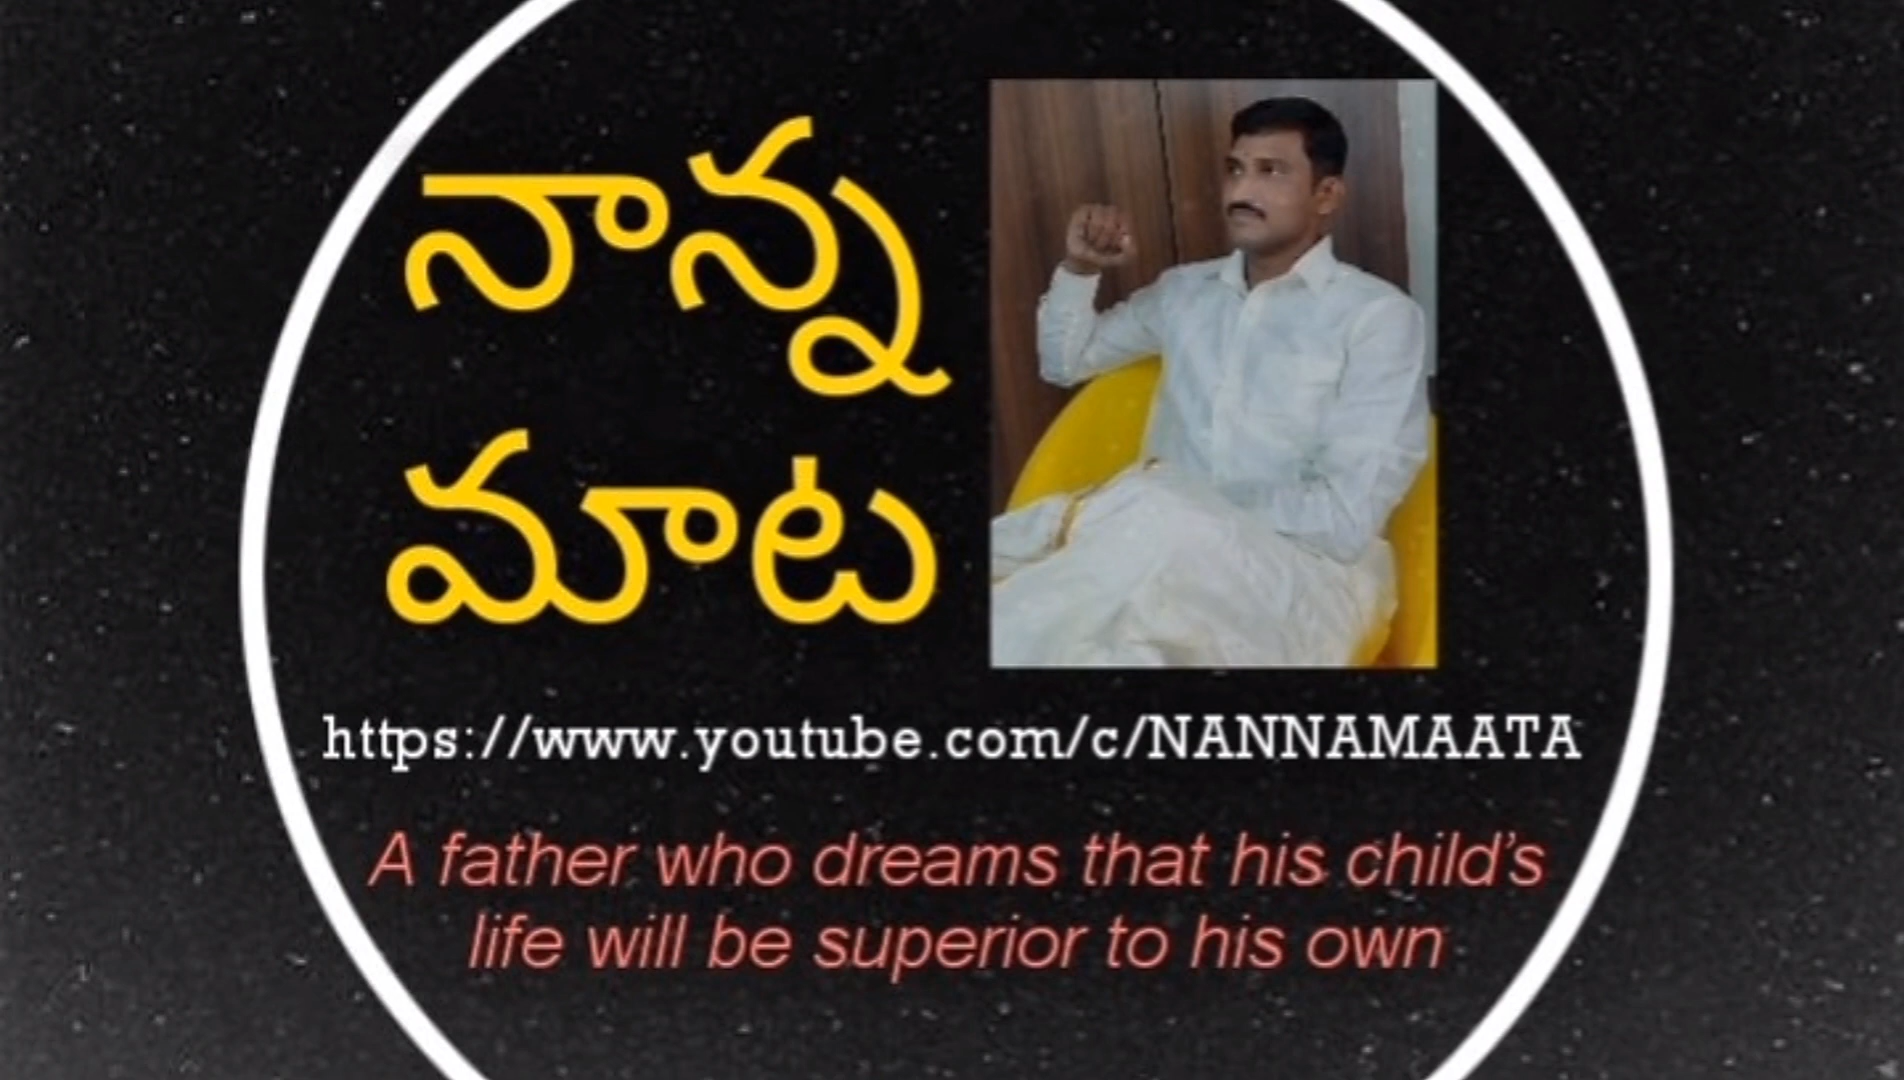 నాన్న
మాట
https://www.youtube.com/c/NANNAMAATA
A father who dreams that his child's
life will be superior to his own